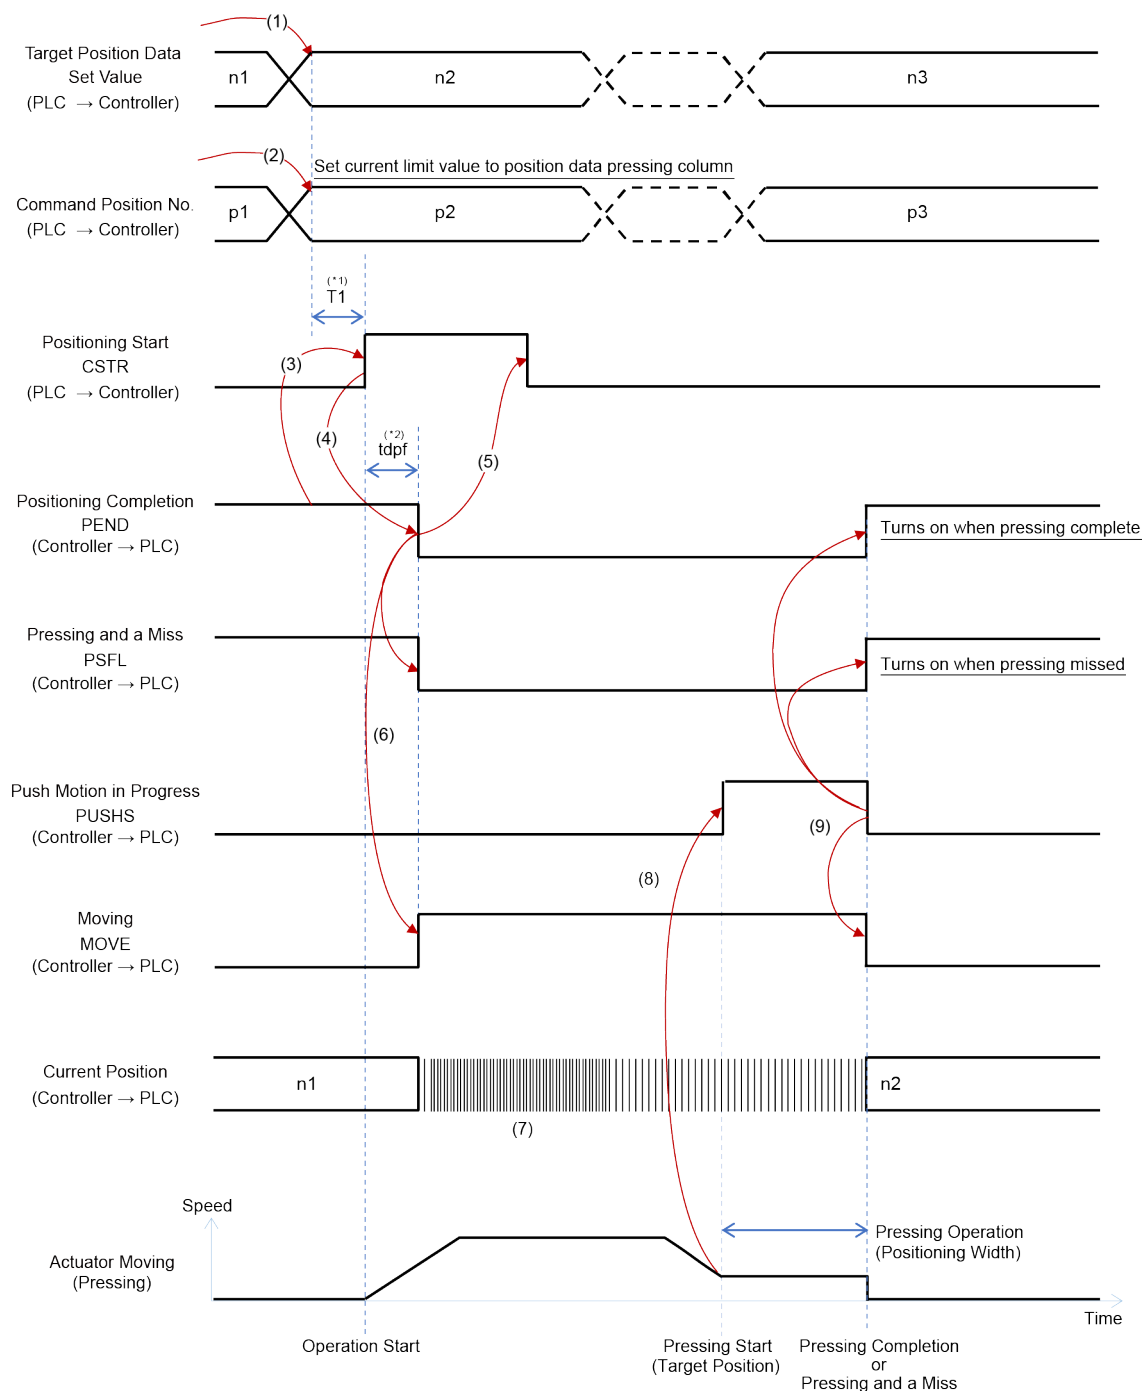 (1)
Target Position Data
Set Value
(PLC → Controller)
n1
n2
n3
(2)
Set current limit value to position data pressing column
Command Position No.
(PLC → Controller)
p1
p2
p3
(*1)
T1
Positioning Start
CSTR
(PLC → Controller)
(3)
(4)
(*2)
tdpf
(5)
Positioning Completion
PEND
(Controller → PLC)
Turns on when pressing complete
Pressing and a Miss
PSFL
(Controller → PLC)
Turns on when pressing missed
(6)
Push Motion in Progress
PUSHS
(Controller → PLC)
(9)
(8)
Moving
MOVE
(Controller → PLC)
Current Position
(Controller → PLC)
n1
n2
(7)
Speed
Pressing Operation
(Positioning Width)
Actuator Moving
(Pressing)
Time
Operation Start
Pressing Start
(Target Position)
Pressing Completion
or
Pressing and a Miss